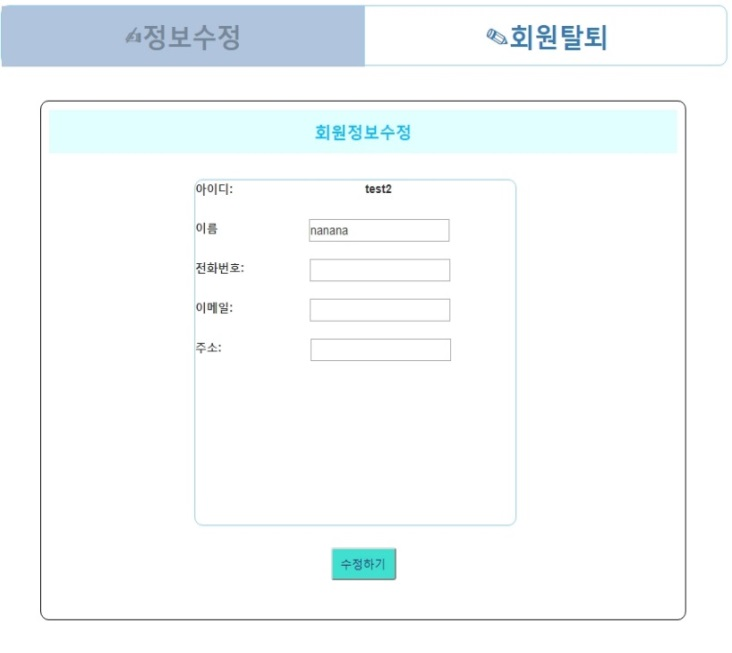 ✍정보수정
✎회원탈퇴
회원정보수정
아이디: test2
이름 nanana
전화번호:
이메일:
주소:
수정하기